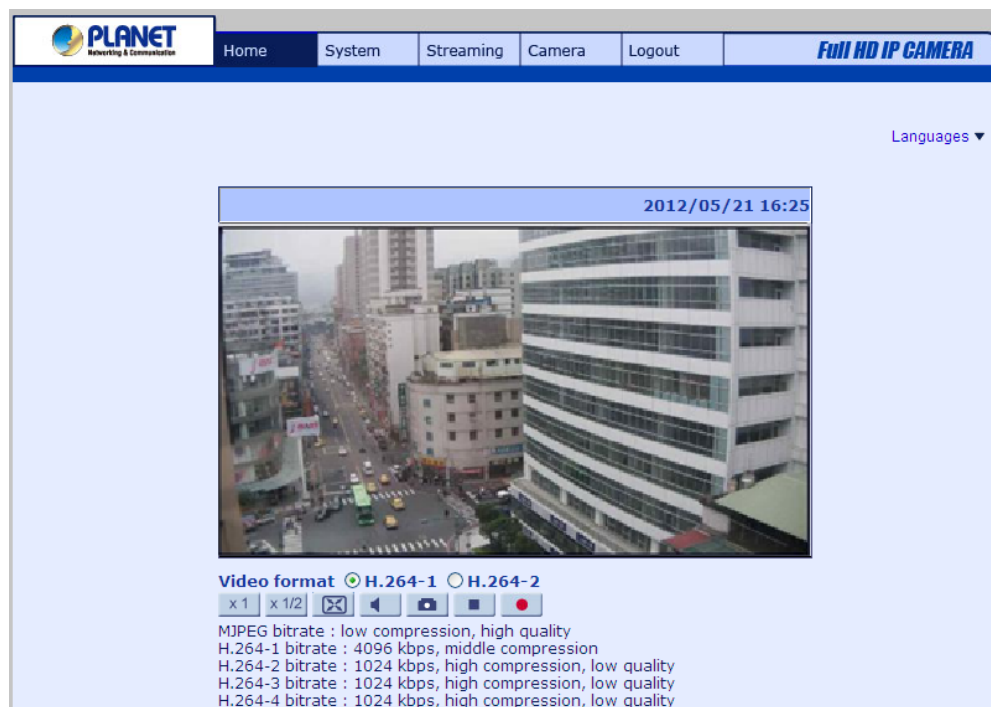 PLANET
Networking & Communication
Home System Streaming Camera Logout Full HD IP CAMERA
Languages
2012/05/21 16:25
Video format H.264-1 H.264-2
x 1 x 1/2
MJPEG bitrate : low compression, high quality
H.264-1 bitrate : 4096 kbps, middle compression
H.264-2 bitrate : 1024 kbps, high compression, low quality
H.264-3 bitrate : 1024 kbps, high compression, low quality
H.264-4 bitrate : 1024 kbps, high compression, low quality